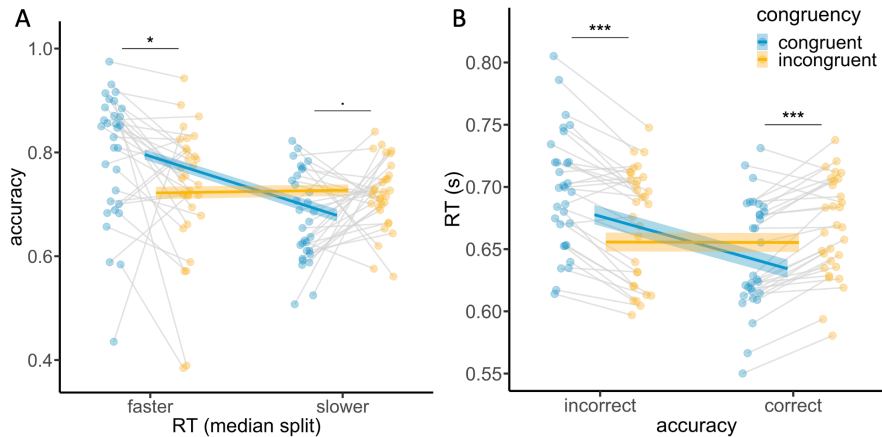 A
*
.
1.0
0.8
0.6
0.4
accuracy
faster
slower
RT (median split)
B
***
***
congruency
congruent
incongruent
0.80
0.75
0.70
0.65
0.60
0.55
RT (s)
incorrect
correct
accuracy